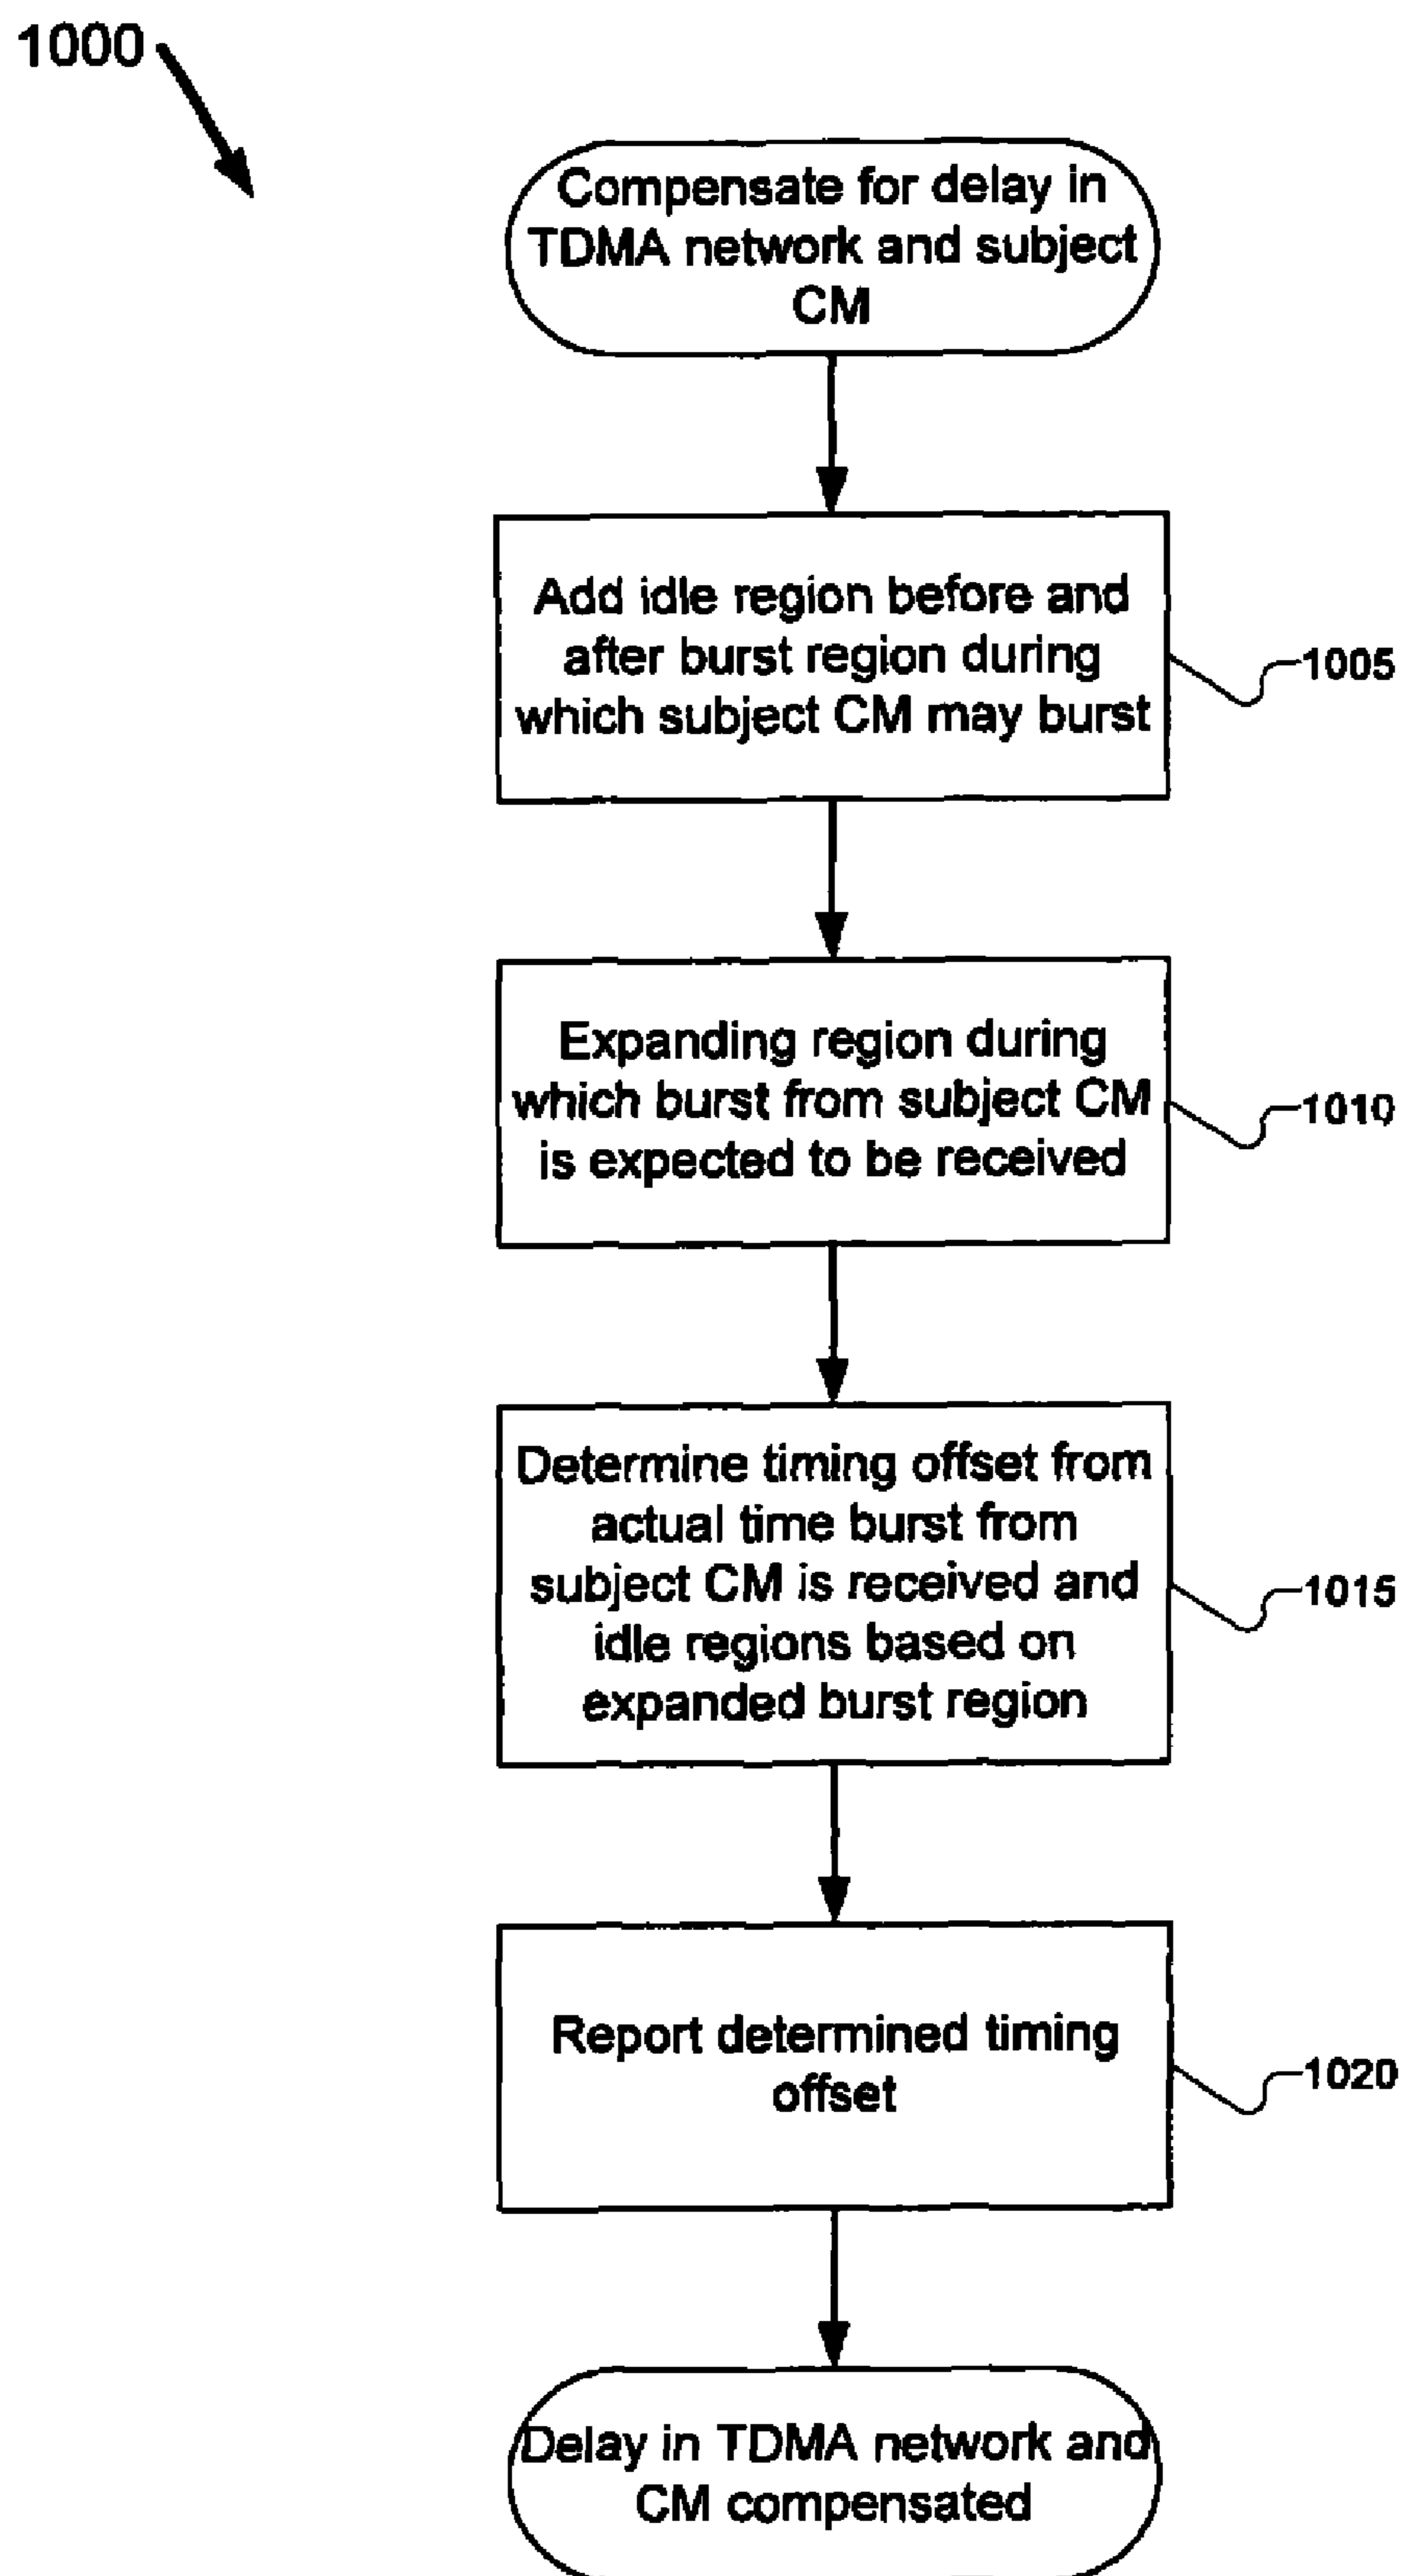 1000
Compensate for delay in
TDMA network and subject
CM
Add idle region before and
after burst region during
which subject CM may burst
1005
Expanding region during
which burst from subject CM
is expected to be received
1010
Determine timing offset from
actual time burst from
subject CM is received and
idle regions based on
expanded burst region
1015
Report determined timing
offset
1020
Delay in TDMA network and
CM compensated